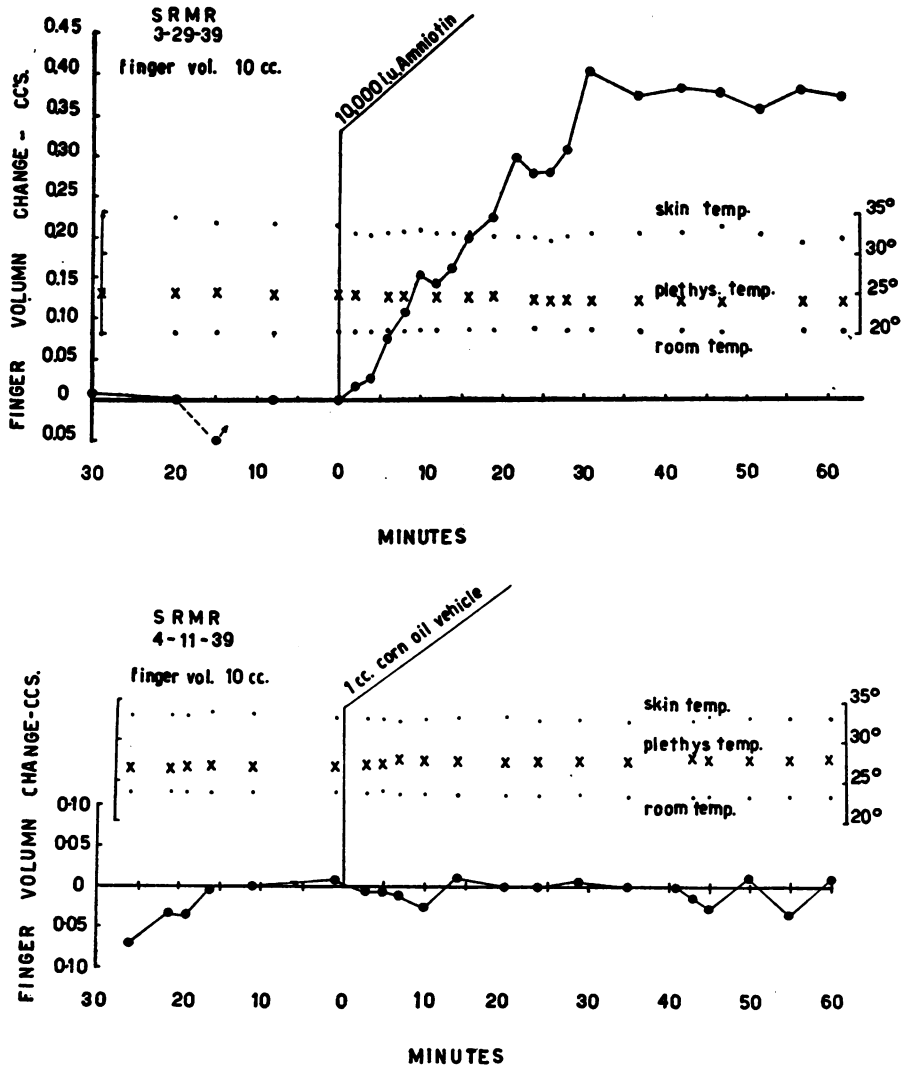 SRMR
3-29-39
finger vol. 10 cc.
10,000 i.u. Amniotin
FINGER VOLUMN CHANGE - CC'S.
0.45
0.40
0.35
0.30
0.25
0.20
0.15
0.10
0.05
0
0.05
skin temp.
plethys. temp.
room temp.
35°
30°
25°
20°
30 20 10 0 10 20 30 40 50 60
MINUTES
SRMR
4-11-39
finger vol. 10 cc.
1 cc. corn oil vehicle
FINGER VOLUMN CHANGE-CCS.
0.10
0.05
0
0.05
0.10
skin temp.
plethys temp.
room temp.
35°
30°
25°
20°
30 20 10 0 10 20 30 40 50 60
MINUTES